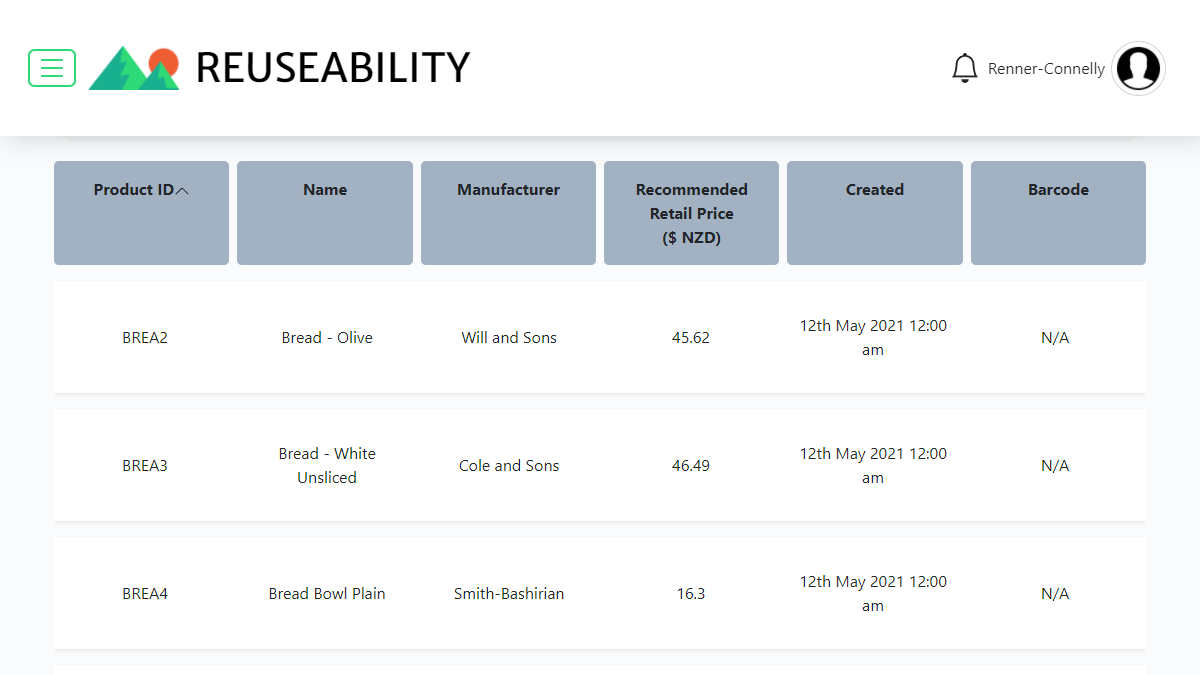 REUSEABILITY
Renner-Connelly
Product ID
Name
Manufacturer
Recommended
Retail Price
($ NZD)
Created
Barcode
BREA2
Bread - Olive
Will and Sons
45.62
12th May 2021 12:00
am
N/A
BREA3
Bread - White
Unsliced
Cole and Sons
46.49
12th May 2021 12:00
am
N/A
BREA4
Bread Bowl Plain
Smith-Bashirian
16.3
12th May 2021 12:00
am
N/A